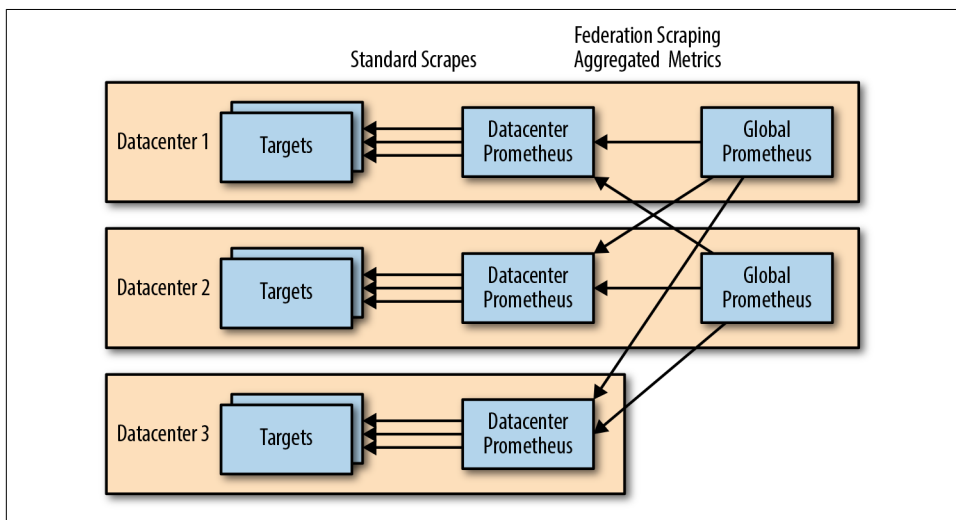 Standard Scrapes
Federation Scraping
Aggregated Metrics
Datacenter 1
Targets
Datacenter
Prometheus
Global
Prometheus
Datacenter 2
Targets
Datacenter
Prometheus
Global
Prometheus
Datacenter 3
Targets
Datacenter
Prometheus